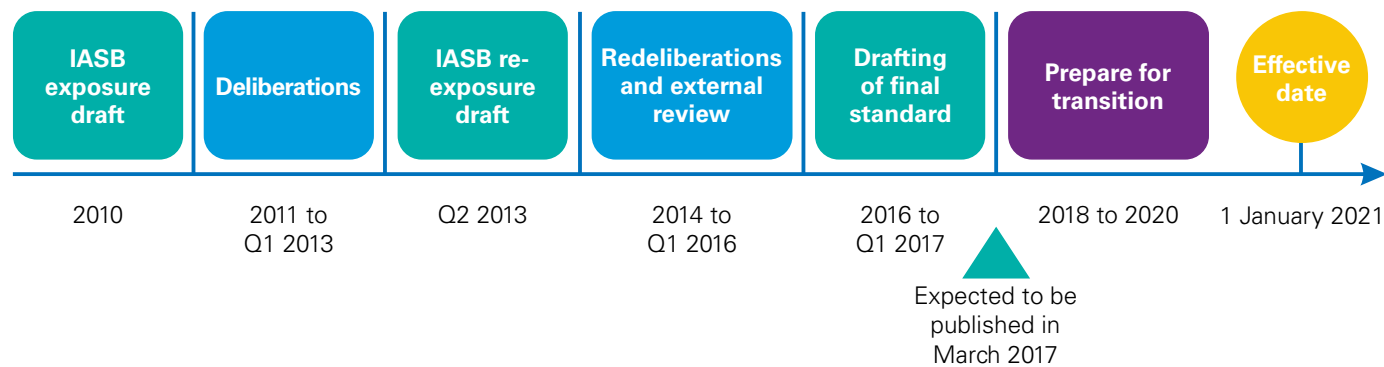 IASB
exposure
draft
Deliberations
IASB re-
exposure
draft
Redeliberations
and external
review
Drafting
of final
standard
Prepare for
transition
Effective
date
2010
2011 to
Q1 2013
Q2 2013
2014 to
Q1 2016
2016 to
Q1 2017
2018 to 2020
1 January 2021
Expected to be
published in
March 2017